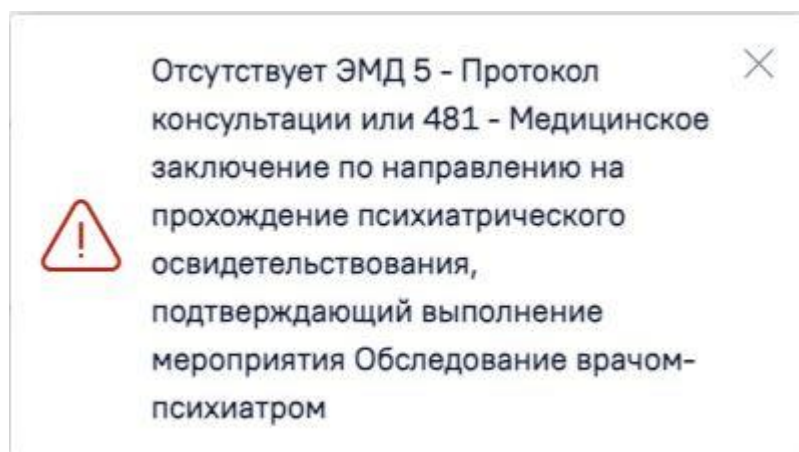 Отсутствует ЭМД 5 - Протокол
консультации или 481 - Медицинское
заключение по направлению на
прохождение психиатрического
освидетельствования,
подтверждающий выполнение
мероприятия Обследование врачом-
психиатром